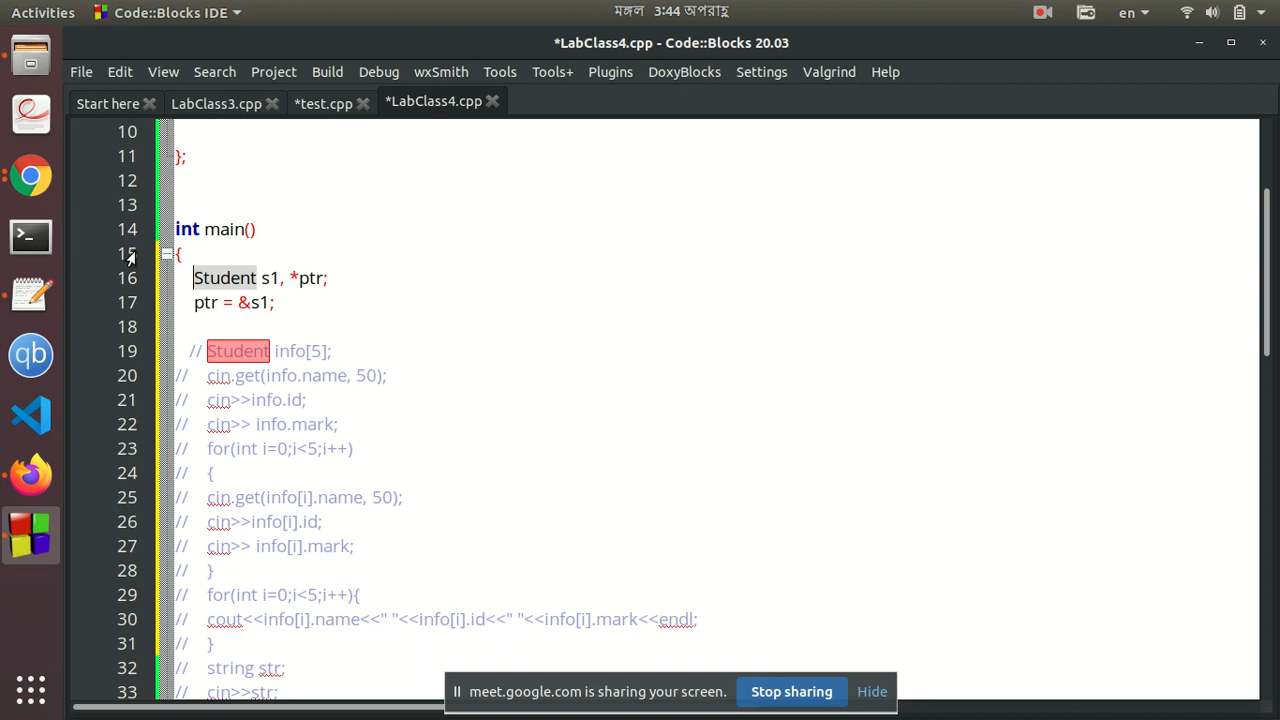 Activities Code::Blocks IDE মঙ্গল 3:44 অপরাহ্ণ en
*LabClass4.cpp - Code::Blocks 20.03
File Edit View Search Project Build Debug wxSmith Tools Tools+ Plugins DoxyBlocks Settings Valgrind Help
Start here LabClass3.cpp *test.cpp *LabClass4.cpp
10
11 };
12
13
14 int main()
15 {
16 Student s1, *ptr;
17 ptr = &s1;
18
19 // Student info[5];
20 // cin.get(info.name, 50);
21 // cin>>info.id;
22 // cin>> info.mark;
23 // for(int i=0;i<5;i++)
24 // {
25 // cin.get(info[i].name, 50);
26 // cin>>info[i].id;
27 // cin>> info[i].mark;
28 // }
29 // for(int i=0;i<5;i++){
30 // cout<<info[i].name<<" "<<info[i].id<<" "<<info[i].mark<<endl;
31 // }
32 // string str;
33 // cin>>str;
meet.google.com is sharing your screen. Stop sharing Hide
qb